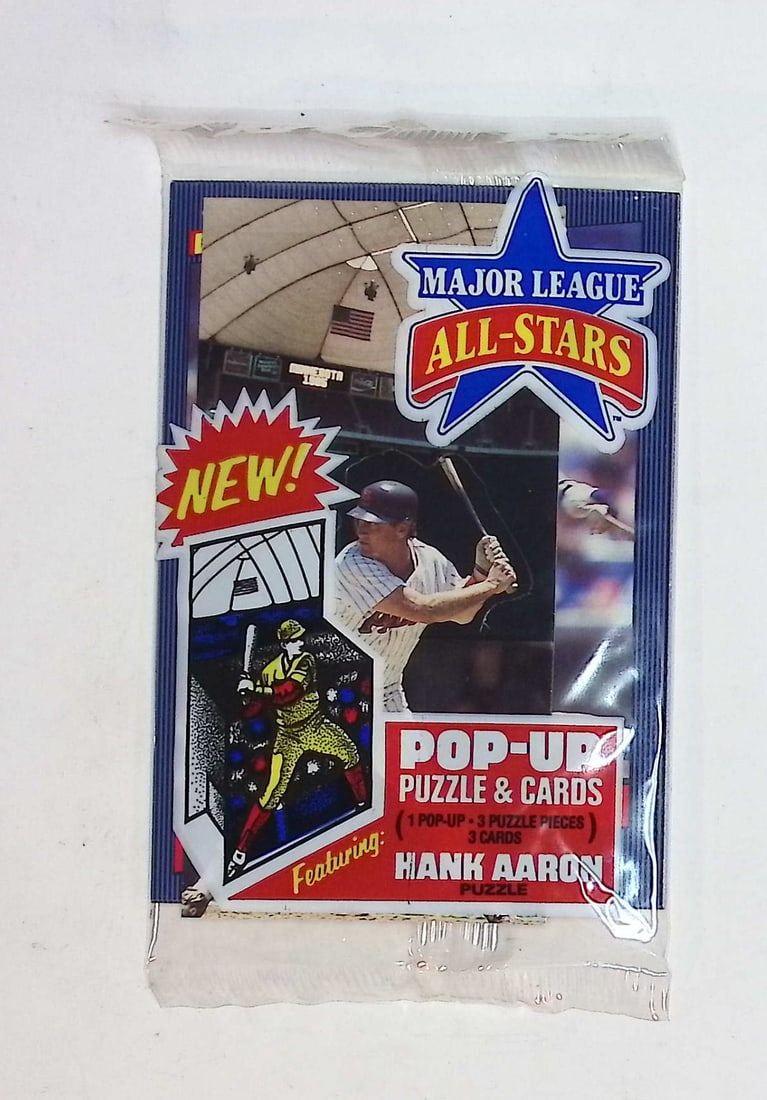 MAJOR LEAGUE
ALL-STARS
TM
NEW!
POP-UP
PUZZLE & CARDS
(1 POP-UP • 3 PUZZLE PIECES
3 CARDS)
Featuring:
HANK AARON
PUZZLE